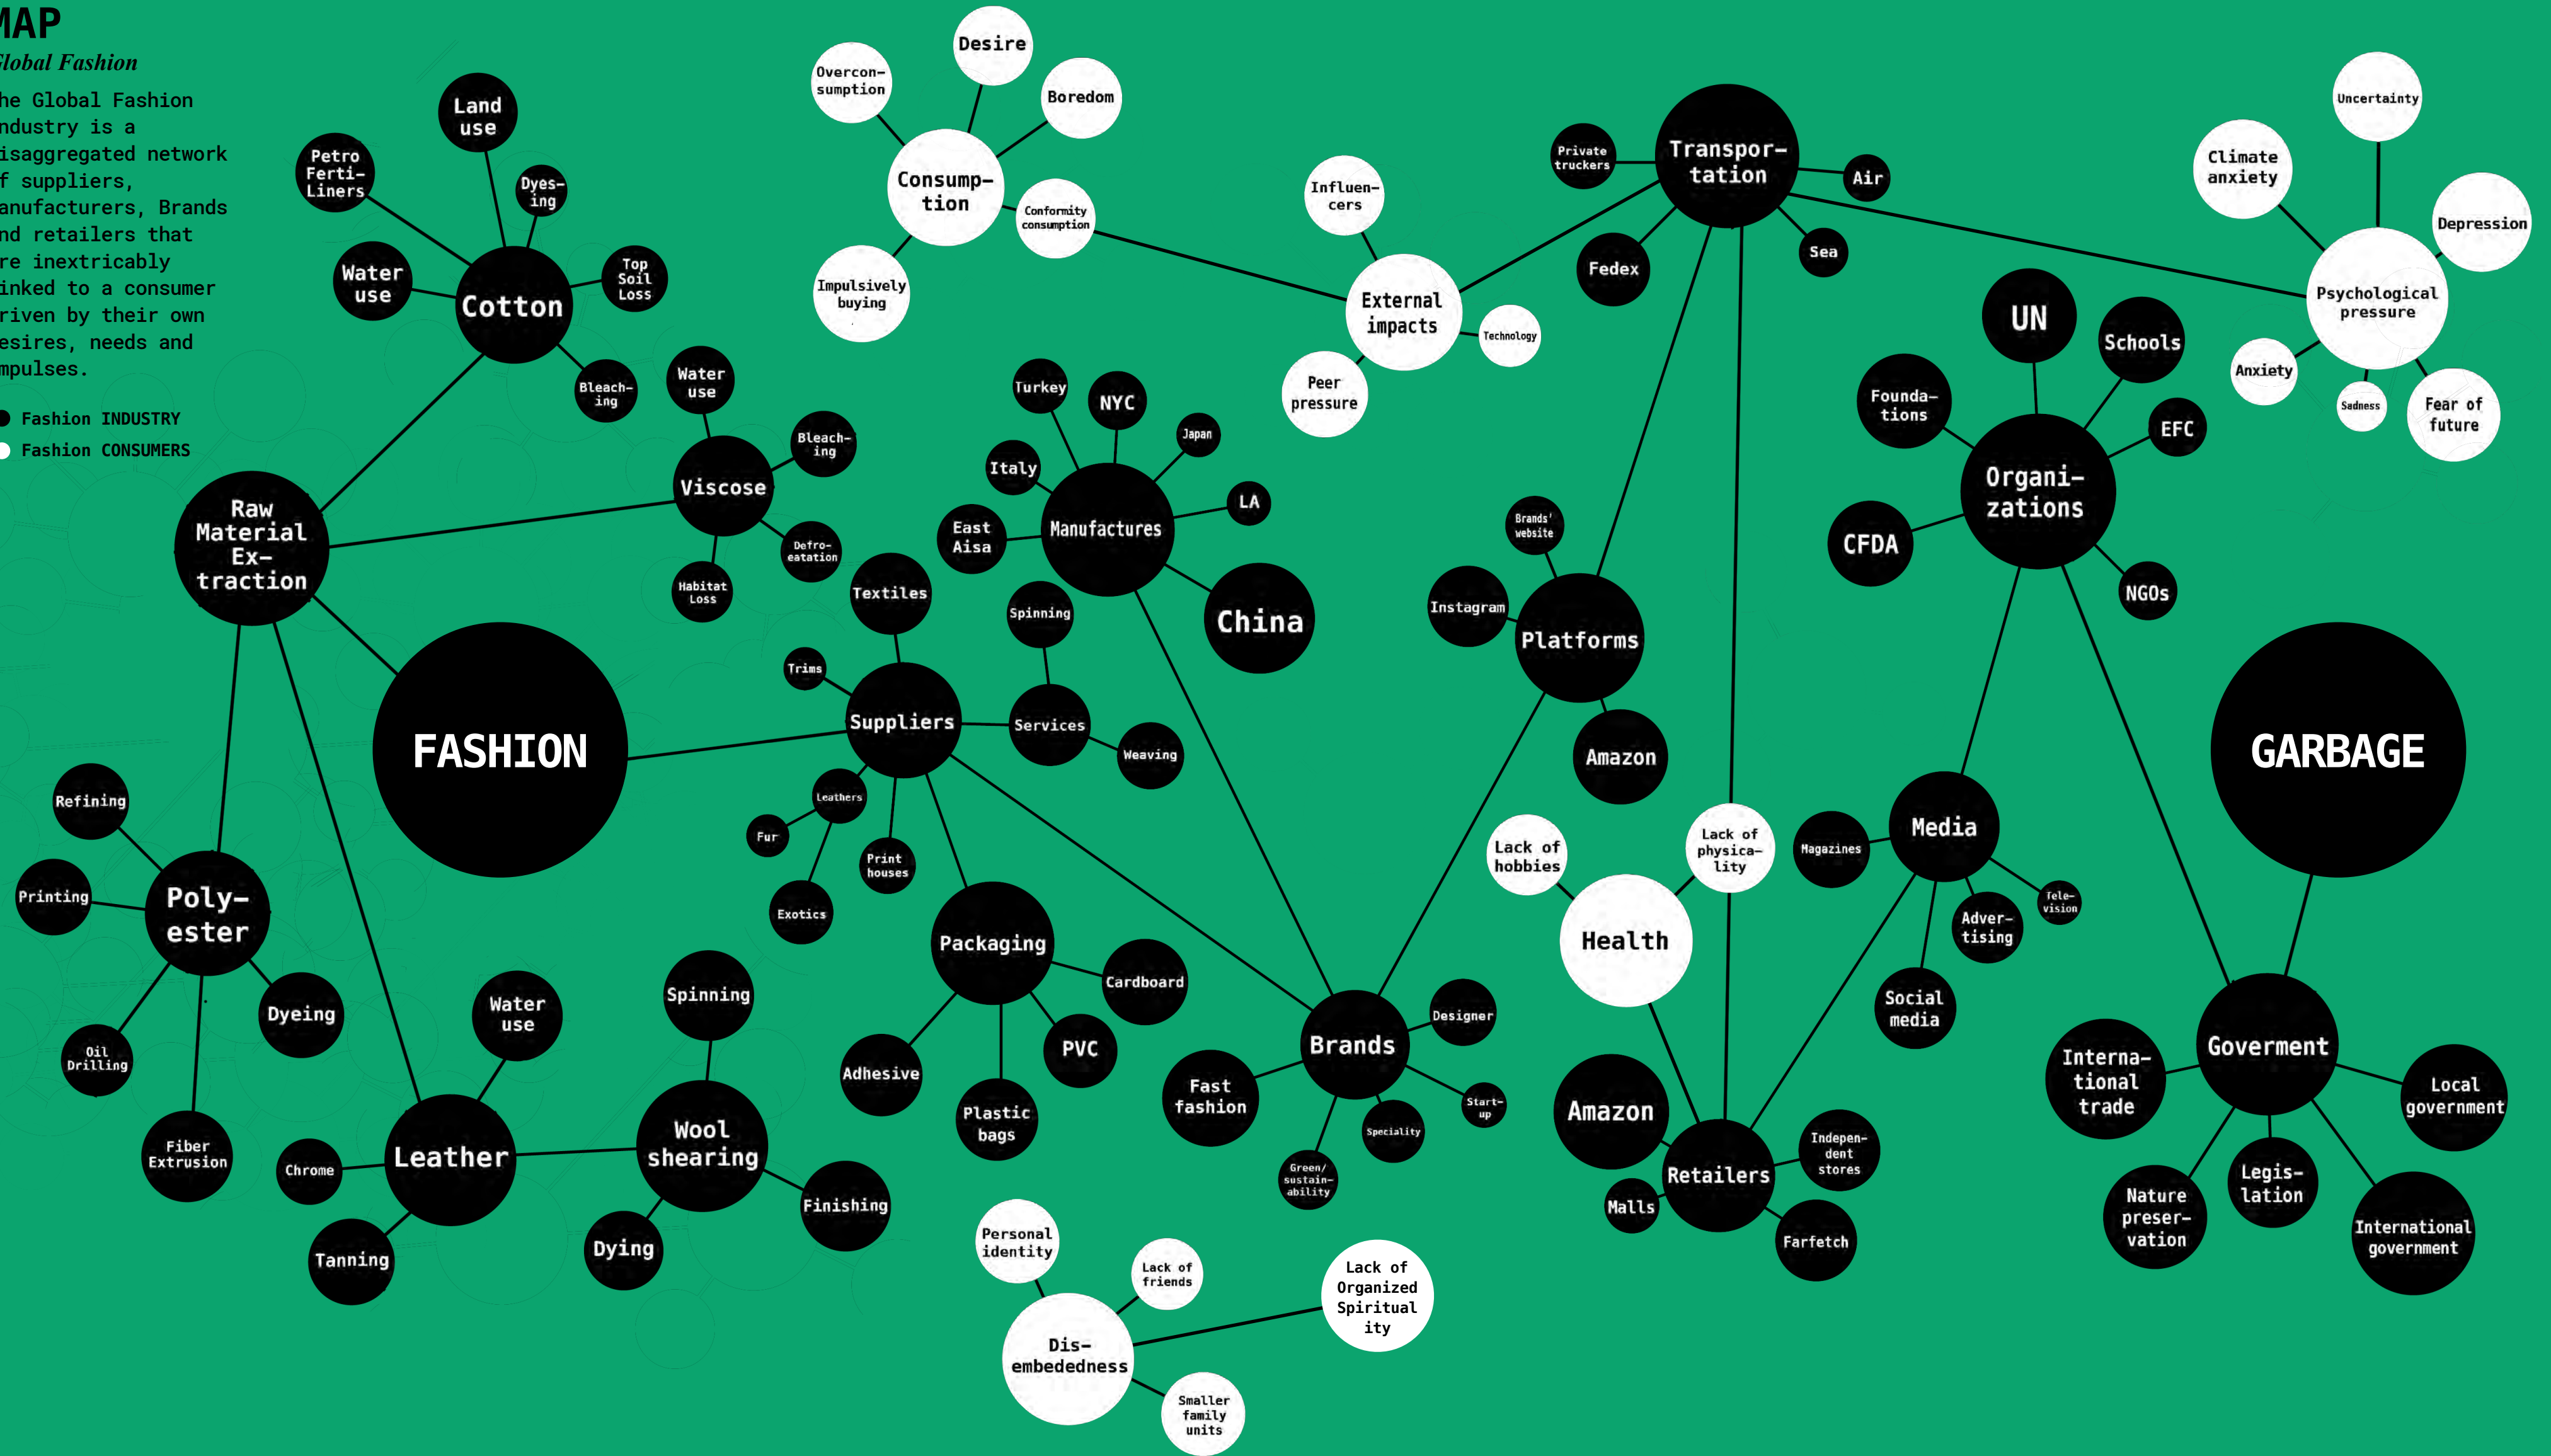 MAP
Global Fashion
he Global Fashion
ndustry is a
isaggregated network
f suppliers,
anufacturers, Brands
nd retailers that
re inextricably
inked to a consumer
riven by their own
esires, needs and
mpulses.
Fashion INDUSTRY
Fashion CONSUMERS
Land
use
Petro
Ferti-
Liners
Dyes-
ing
Water
use
Cotton
Top
Soil
Loss
Bleach-
ing
Raw
Material
Ex-
traction
Water
use
Bleach-
ing
Viscose
Defro-
eatation
Habitat
Loss
FASHION
Refining
Printing
Poly-
ester
Oil
Drilling
Dyeing
Fiber
Extrusion
Water
use
Leather
Chrome
Tanning
Spinning
Wool
shearing
Dying
Finishing
Overcon-
sumption
Desire
Boredom
Consump-
tion
Conformity
consumption
Impulsively
buying
Influen-
cers
External
impacts
Technology
Peer
pressure
Turkey
NYC
Japan
Italy
LA
East
Aisa
Manufactures
China
Textiles
Spinning
Trims
Suppliers
Services
Weaving
Leathers
Fur
Exotics
Print
houses
Packaging
Cardboard
PVC
Adhesive
Plastic
bags
Private
truckers
Transpor-
tation
Air
Fedex
Sea
Brands'
website
Instagram
Platforms
Amazon
Lack of
hobbies
Lack of
physica-
lity
Health
Brands
Designer
Fast
fashion
Start-
up
Speciality
Green/
sustain-
ability
Amazon
Retailers
Indepen-
dent
stores
Malls
Farfetch
Personal
identity
Lack of
friends
Lack of
Organized
Spiritual
ity
Dis-
embededness
Smaller
family
units
Uncertainty
Climate
anxiety
Depression
Psychological
pressure
Anxiety
Sadness
Fear of
future
UN
Schools
Founda-
tions
EFC
Organi-
zations
CFDA
NGOs
Media
Magazines
Tele-
vision
Adver-
tising
Social
media
GARBAGE
Goverment
Interna-
tional
trade
Local
government
Nature
preser-
vation
Legis-
lation
International
government